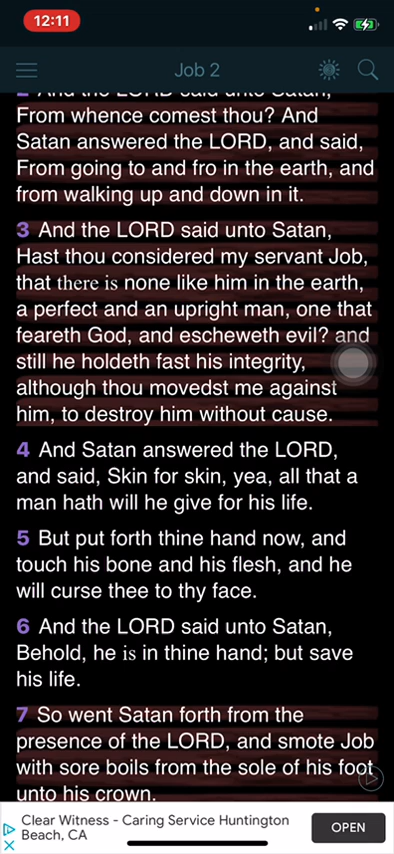 12:11
Job 2
2 And the LORD said unto Satan,
From whence comest thou? And
Satan answered the LORD, and said,
From going to and fro in the earth, and
from walking up and down in it.
3 And the LORD said unto Satan,
Hast thou considered my servant Job,
that there is none like him in the earth,
a perfect and an upright man, one that
feareth God, and escheweth evil? and
still he holdeth fast his integrity,
although thou movedst me against
him, to destroy him without cause.
4 And Satan answered the LORD,
and said, Skin for skin, yea, all that a
man hath will he give for his life.
5 But put forth thine hand now, and
touch his bone and his flesh, and he
will curse thee to thy face.
6 And the LORD said unto Satan,
Behold, he is in thine hand; but save
his life.
7 So went Satan forth from the
presence of the LORD, and smote Job
with sore boils from the sole of his foot
unto his crown.
Clear Witness - Caring Service Huntington
Beach, CA
OPEN